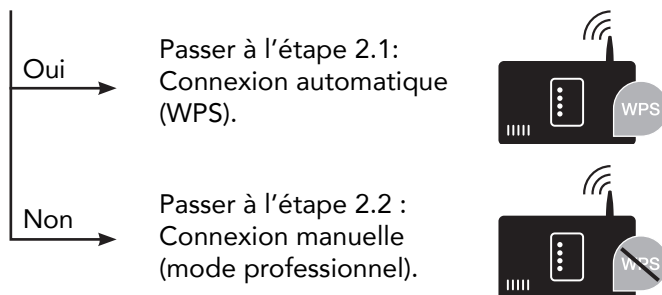 Oui
Passer à l’étape 2.1:
Connexion automatique
(WPS).
WPS
Non
Passer à l’étape 2.2 :
Connexion manuelle
(mode professionnel).
WPS